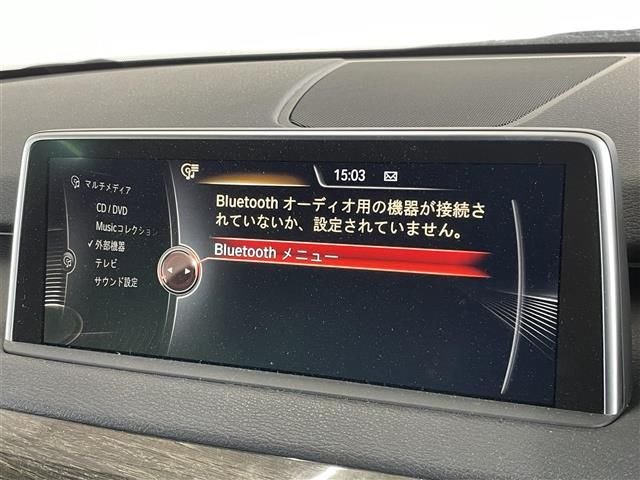 15:03
マルチメディア
CD / DVD
Musicコレクション
✓外部機器
テレビ
サウンド設定
Bluetooth オーディオ用の機器が接続さ
れていないか、設定されていません。
Bluetooth メニュー